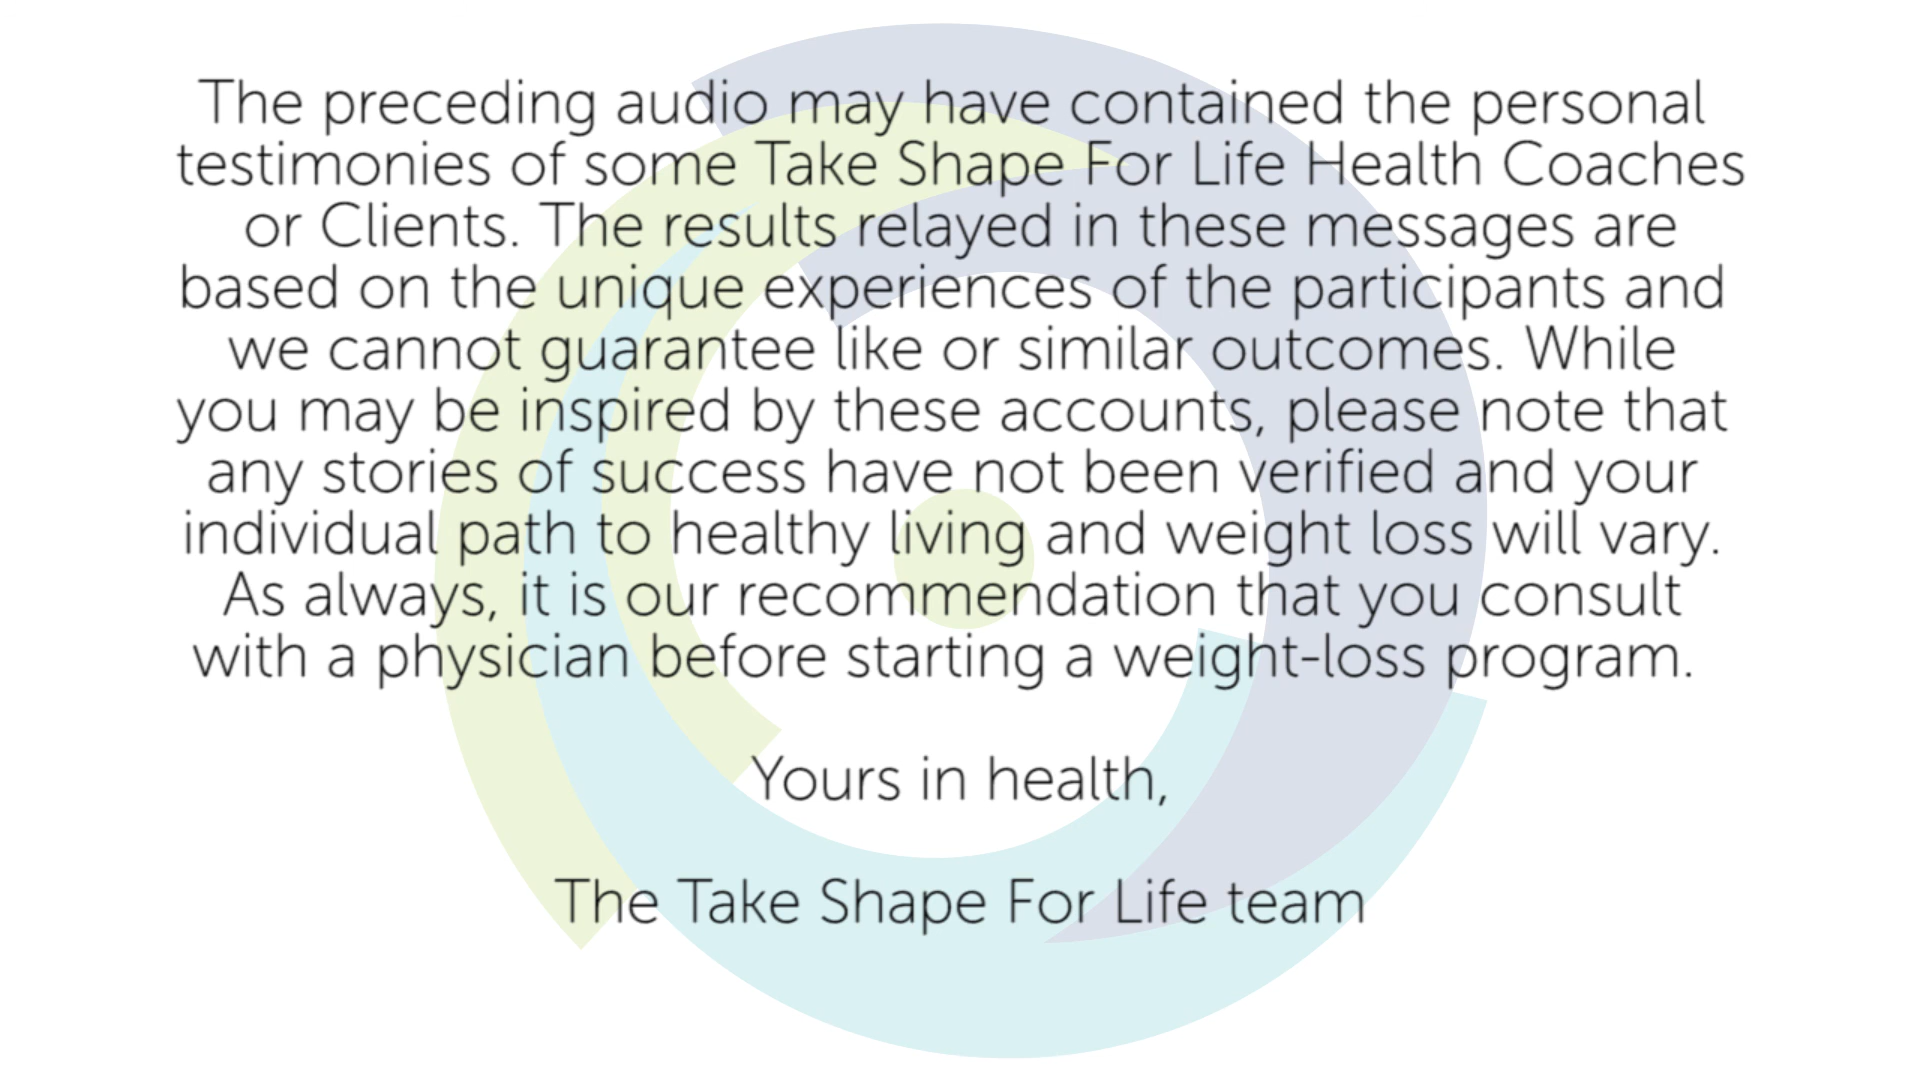 The preceding audio may have contained the personal
testimonies of some Take Shape For Life Health Coaches
or Clients. The results relayed in these messages are
based on the unique experiences of the participants and
we cannot guarantee like or similar outcomes. While
you may be inspired by these accounts, please note that
any stories of success have not been verified and your
individual path to healthy living and weight loss will vary.
As always, it is our recommendation that you consult
with a physician before starting a weight-loss program.
Yours in health,
The Take Shape For Life team